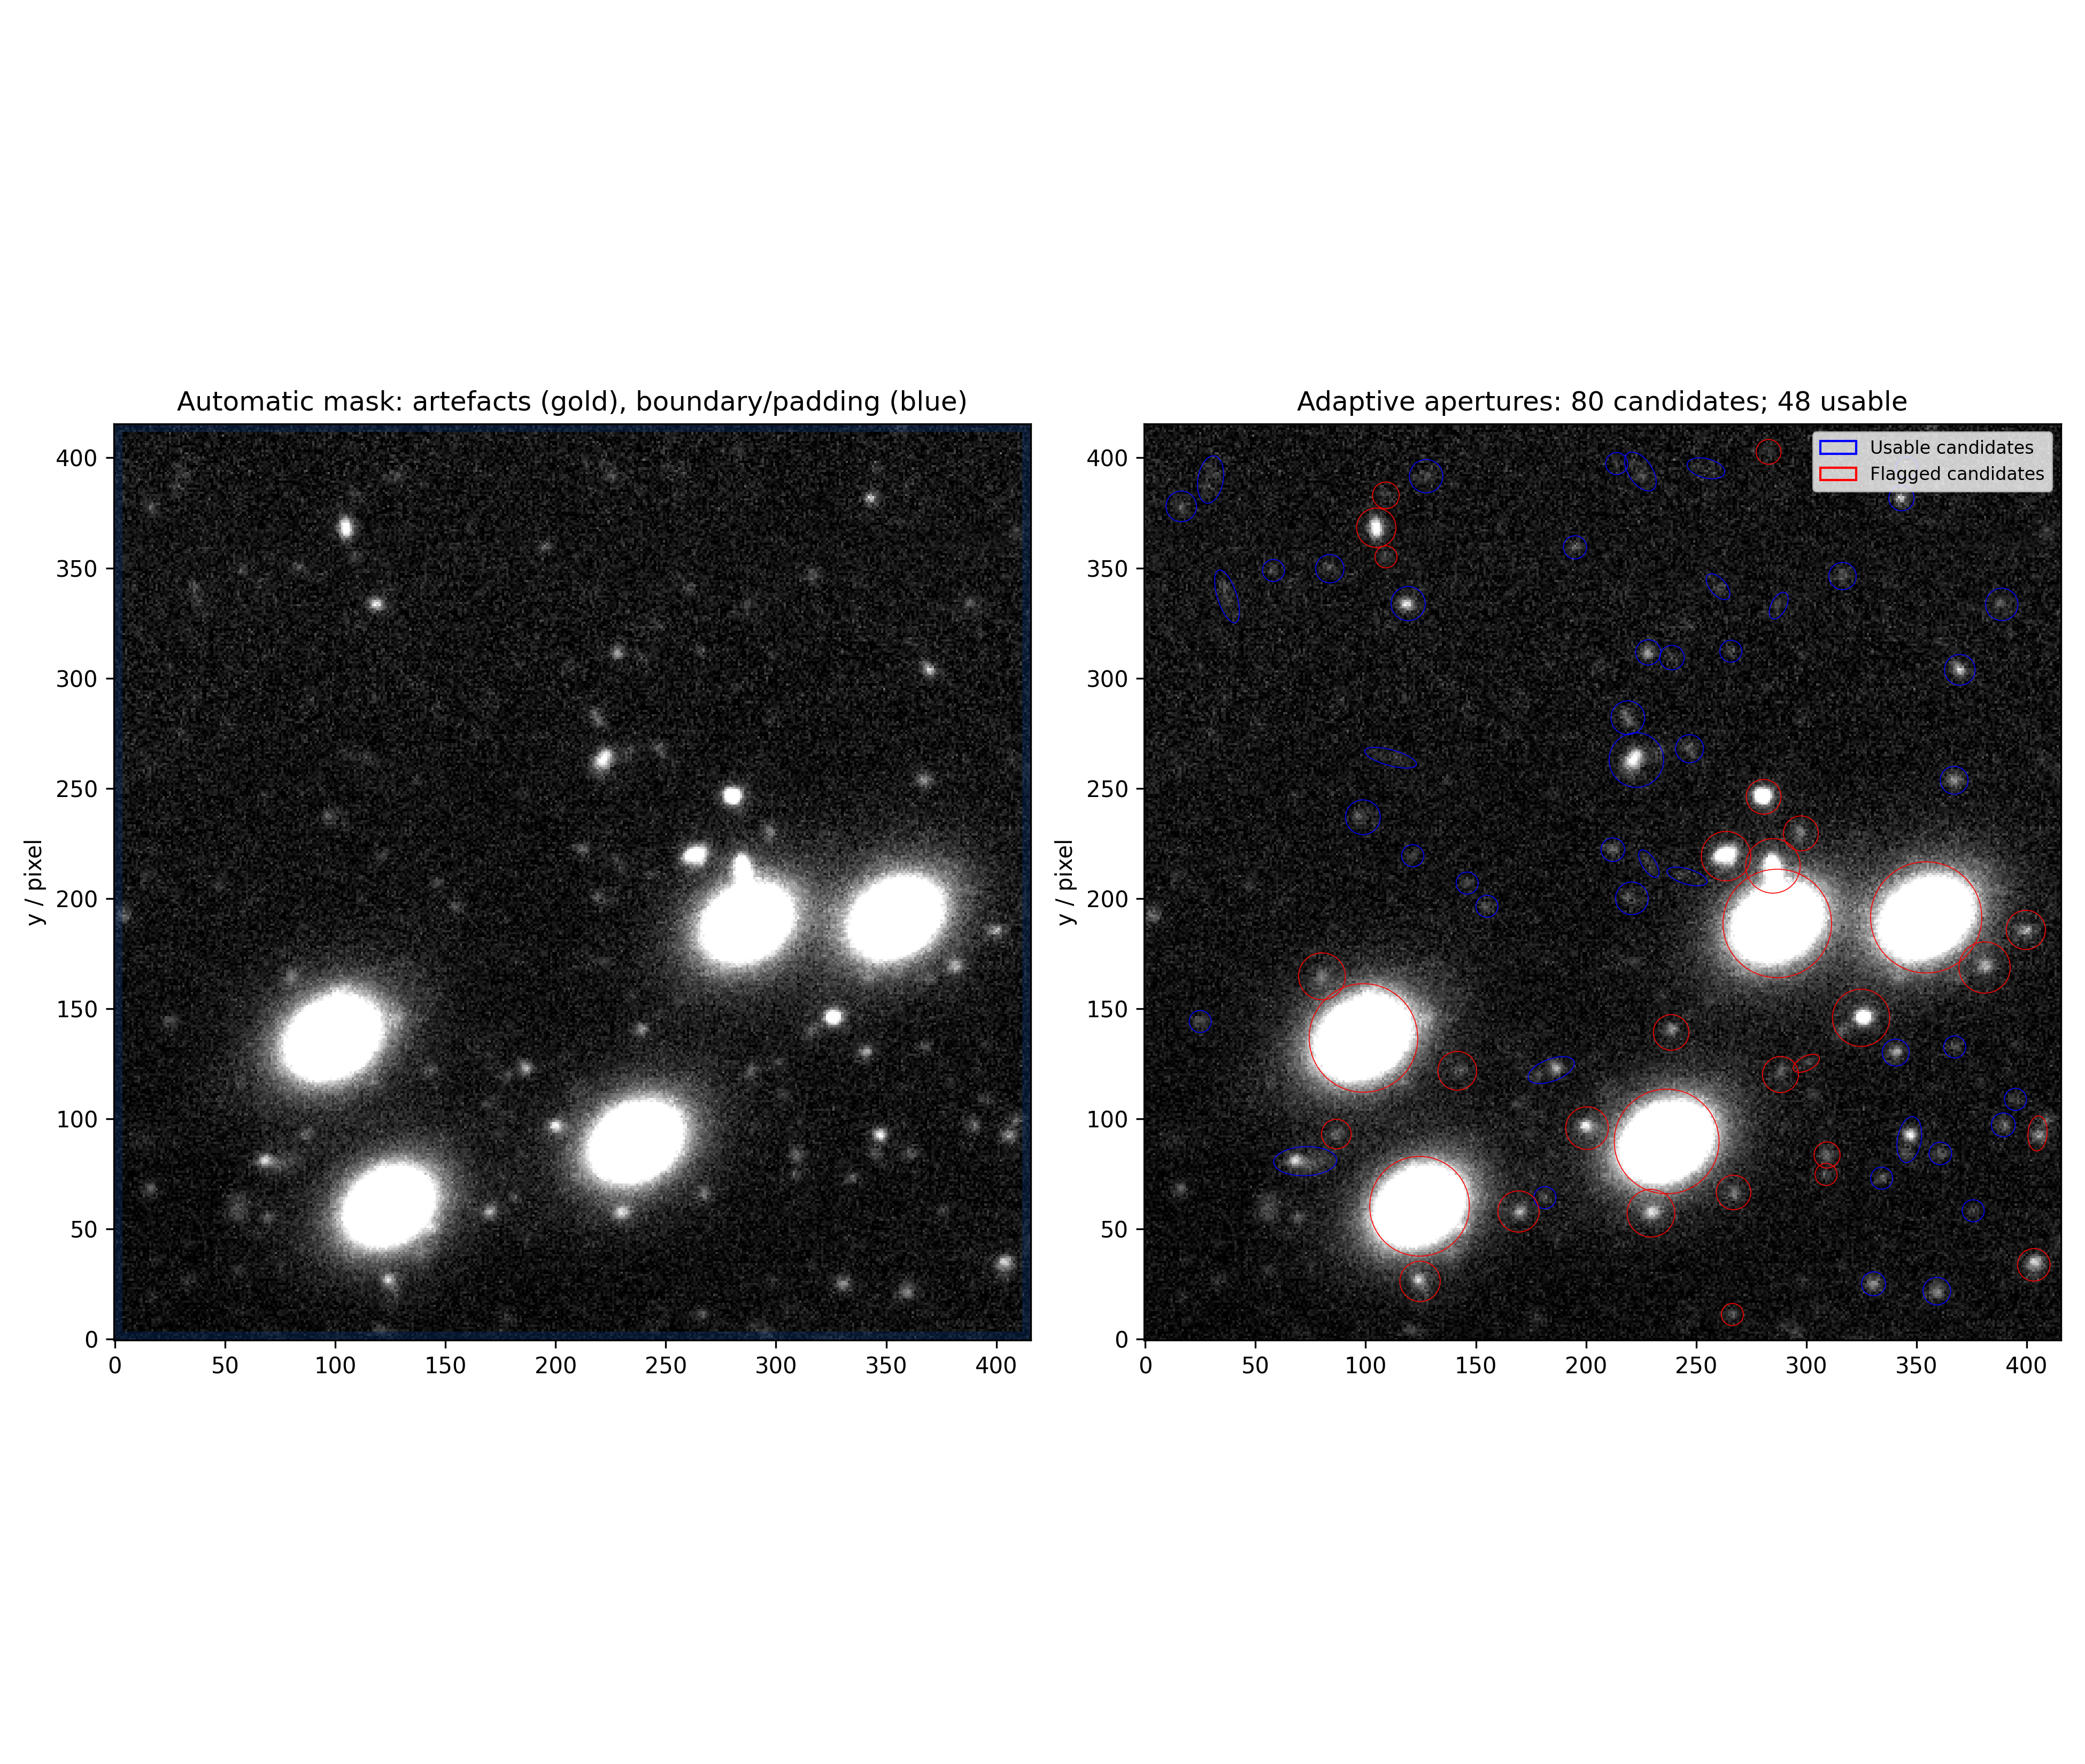 Automatic mask: artefacts (gold), boundary/padding (blue)
y / pixel
400
350
300
250
200
150
100
50
0
0 50 100 150 200 250 300 350 400
Adaptive apertures: 80 candidates; 48 usable
Usable candidates
Flagged candidates
y / pixel
400
350
300
250
200
150
100
50
0
0 50 100 150 200 250 300 350 400